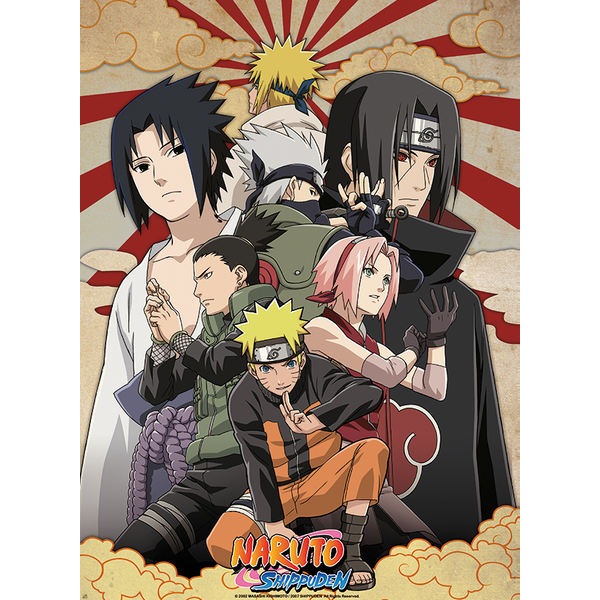 NARUTO
SHIPPUDEN
© 2002 MASASHI KISHIMOTO / 2007 SHIPPUDEN All Rights Reserved.